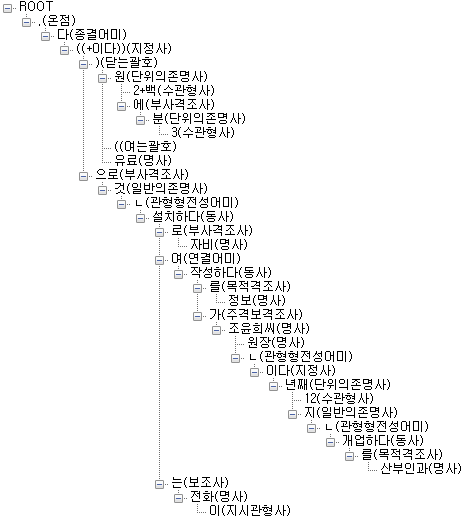 ROOT
.(온점)
다(종결어미)
((+이다))(지정사)
)(닫는괄호)
원(단위의존명사)
2+백(수관형사)
에(부사격조사)
분(단위의존명사)
3(수관형사)
((여는괄호)
유료(명사)
으로(부사격조사)
것(일반의존명사)
ㄴ(관형형전성어미)
설치하다(동사)
로(부사격조사)
자비(명사)
여(연결어미)
작성하다(동사)
를(목적격조사)
정보(명사)
가(주격보격조사)
조윤희씨(명사)
원장(명사)
ㄴ(관형형전성어미)
이다(지정사)
년째(단위의존명사)
12(수관형사)
지(일반의존명사)
ㄴ(관형형전성어미)
개업하다(동사)
를(목적격조사)
산부인과(명사)
는(보조사)
전화(명사)
이(지시관형사)